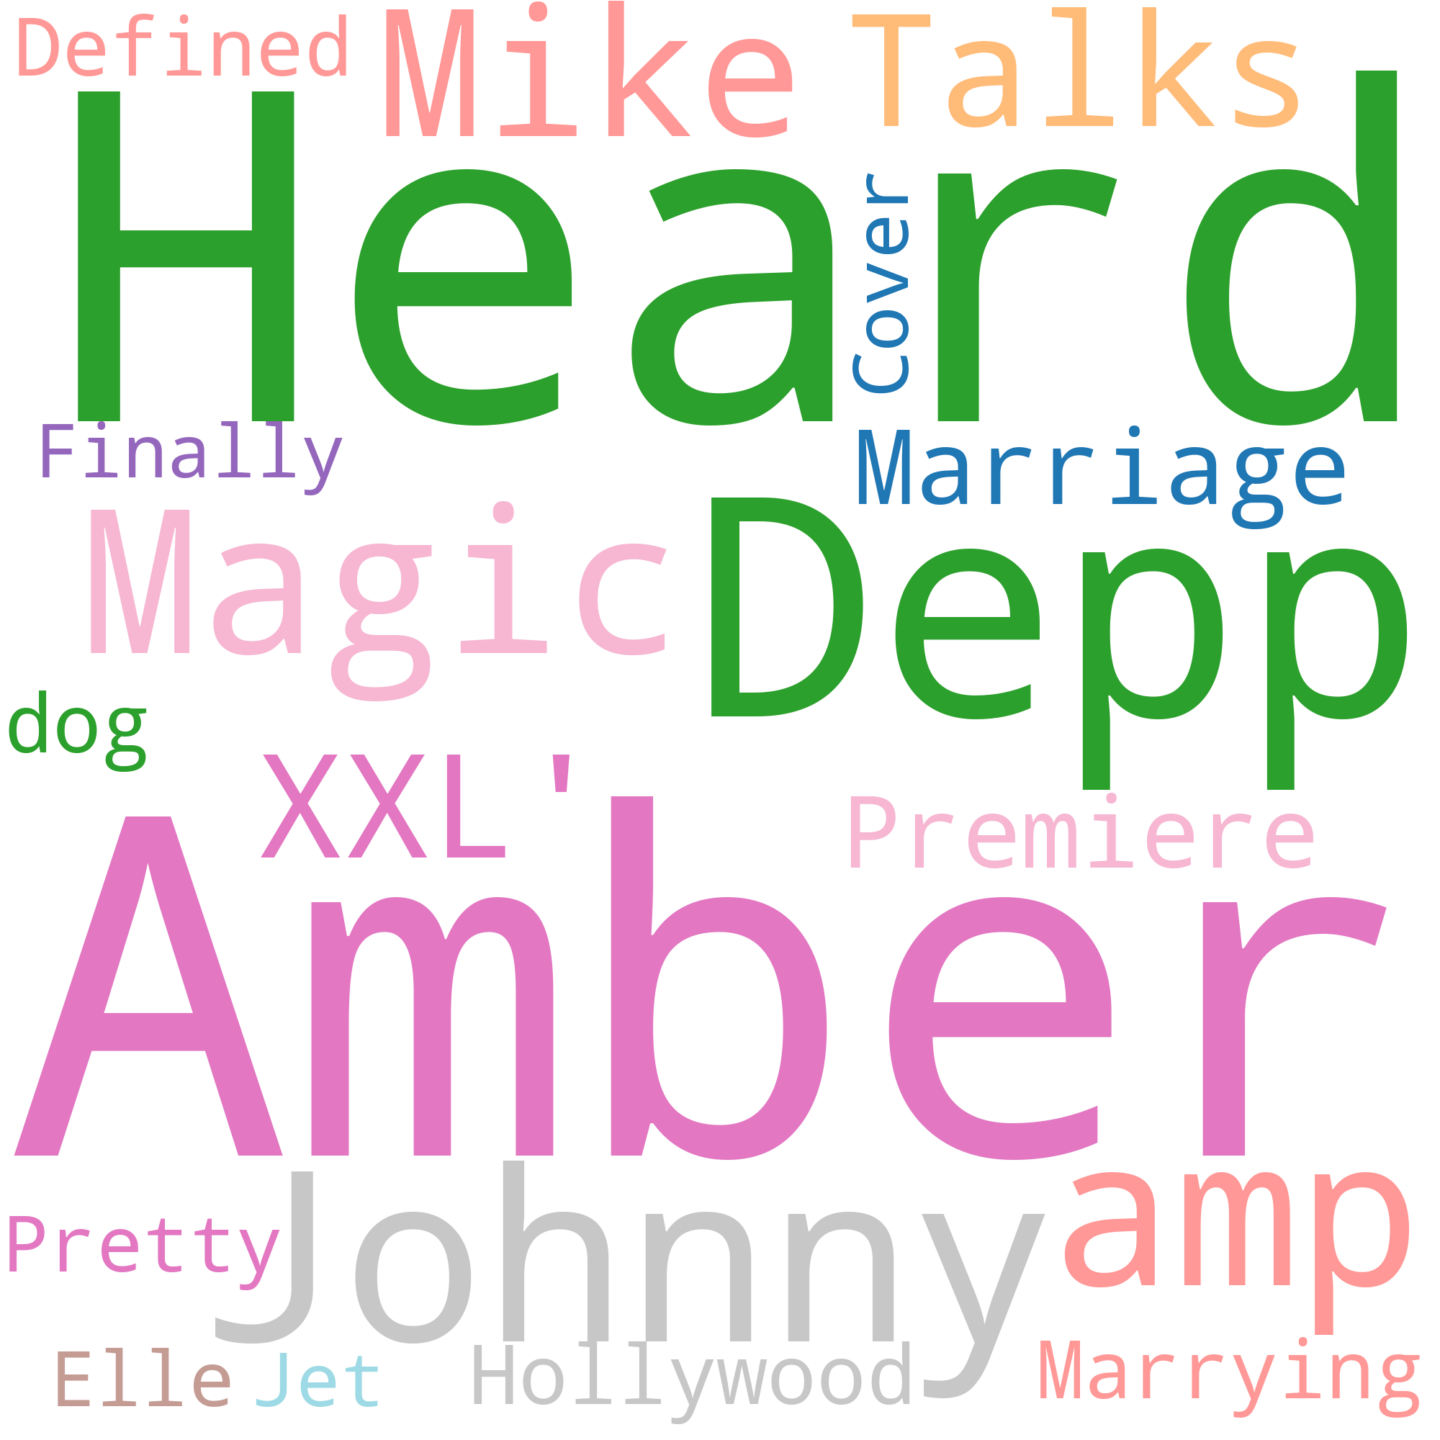 Defined
Mike
Talks
Heard
Cover
Finally
Marriage
Magic
Depp
dog
XXL'
Premiere
Amber
Johnny
amp
Pretty
Elle
Jet
Hollywood
Marrying